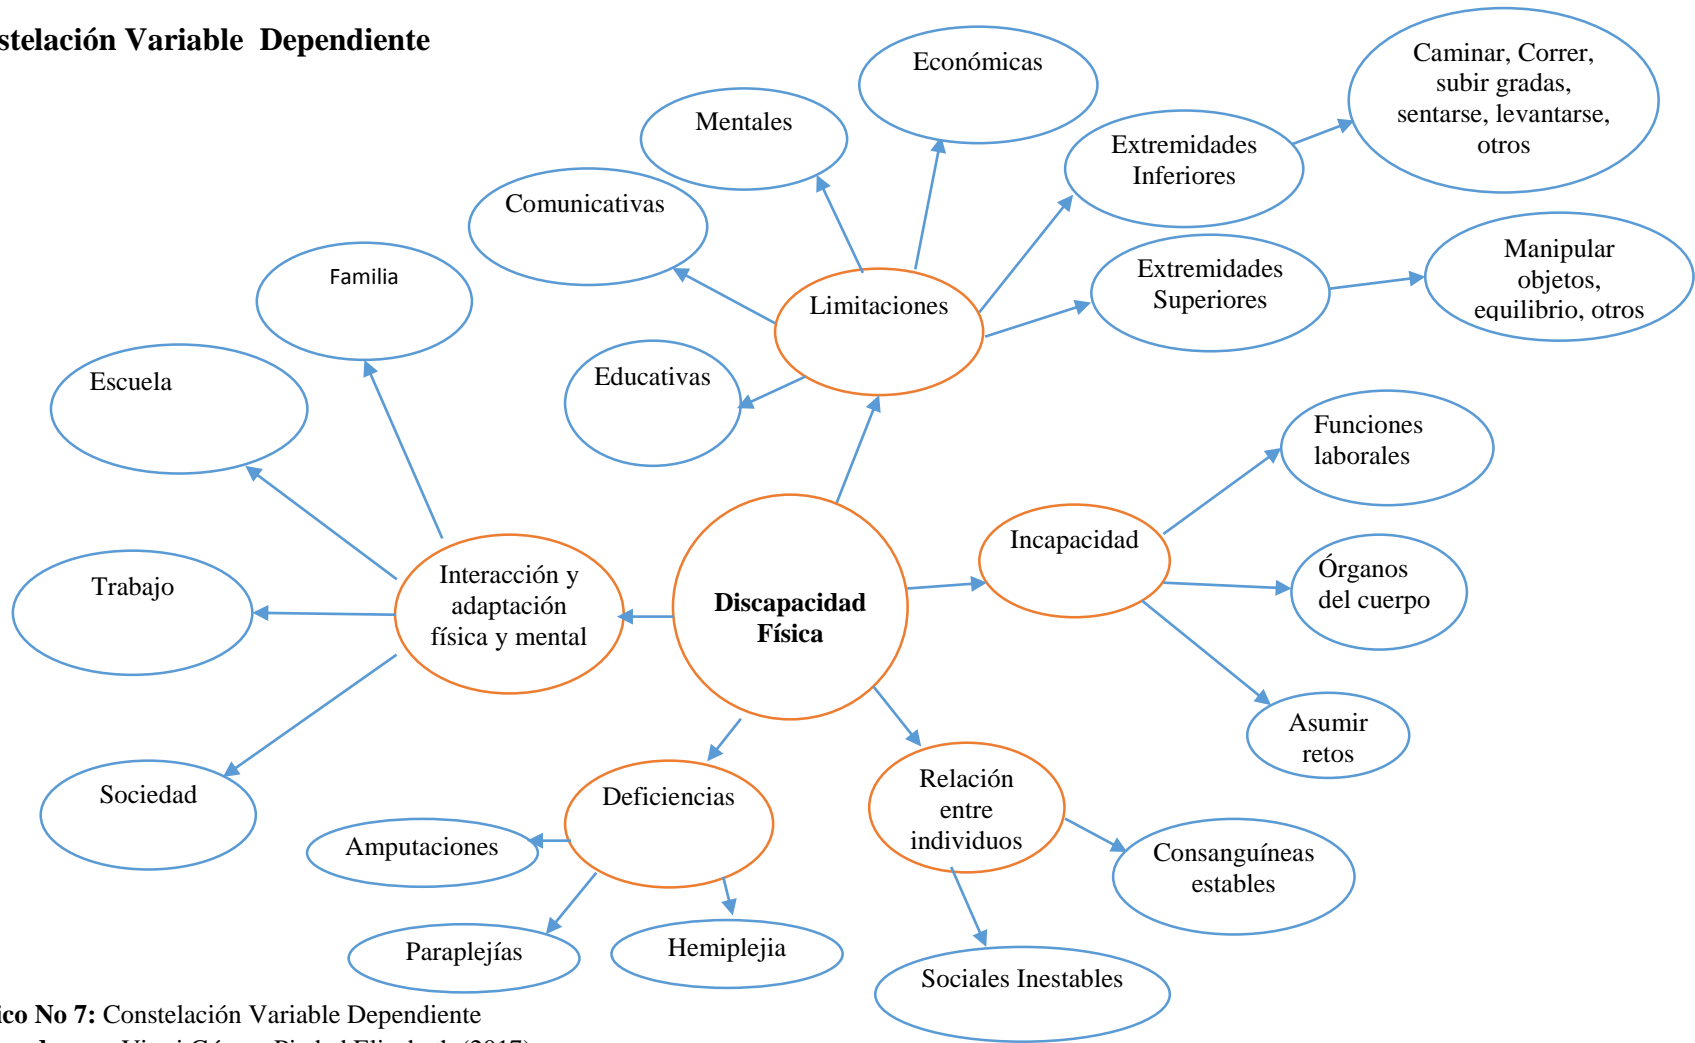 stelación Variable Dependiente
Económicas
Caminar, Correr,
subir gradas,
sentarse, levantarse,
otros
Mentales
Extremidades
Inferiores
Comunicativas
Familia
Extremidades
Superiores
Manipular
objetos,
equilibrio, otros
Limitaciones
Escuela
Educativas
Funciones
laborales
Incapacidad
Trabajo
Interacción y
adaptación
física y mental
Discapacidad
Física
Órganos
del cuerpo
Asumir
retos
Sociedad
Deficiencias
Relación
entre
individuos
Amputaciones
Consanguíneas
estables
Paraplejías
Hemiplejia
Sociales Inestables
ico No 7: Constelación Variable Dependiente